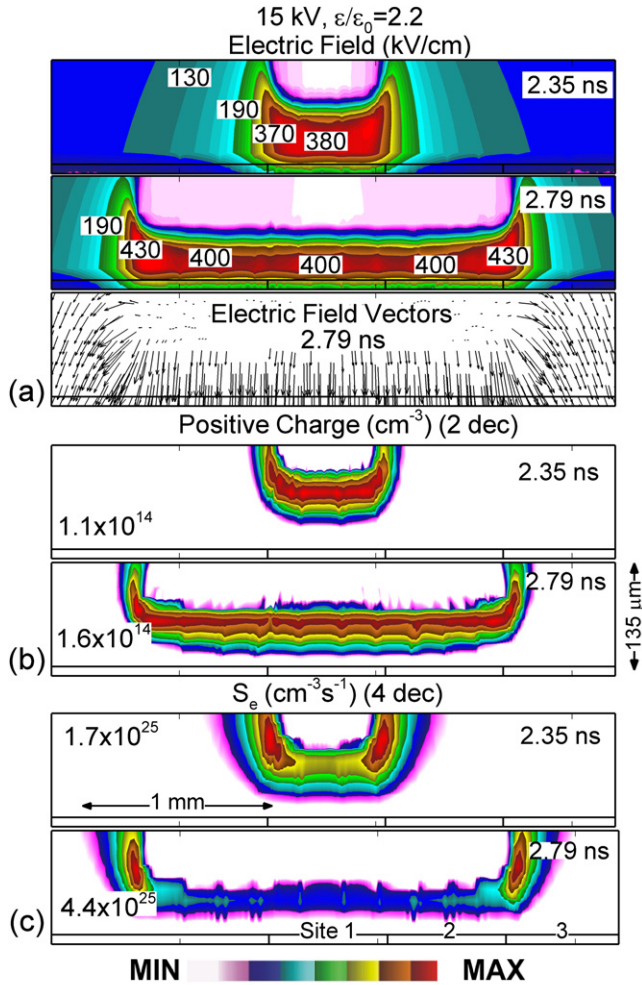 15 kV, ε/ε₀=2.2
Electric Field (kV/cm)
130
2.35 ns
190
370
380
2.79 ns
190
430
400
400
400
430
Electric Field Vectors
2.79 ns
(a)
Positive Charge (cm⁻³) (2 dec)
2.35 ns
1.1x10¹⁴
2.79 ns
1.6x10¹⁴
135 µm
(b)
Sₑ (cm⁻³s⁻¹) (4 dec)
1.7x10²⁵
2.35 ns
1 mm
2.79 ns
4.4x10²⁵
(c)
Site 1 2 3
MIN MAX